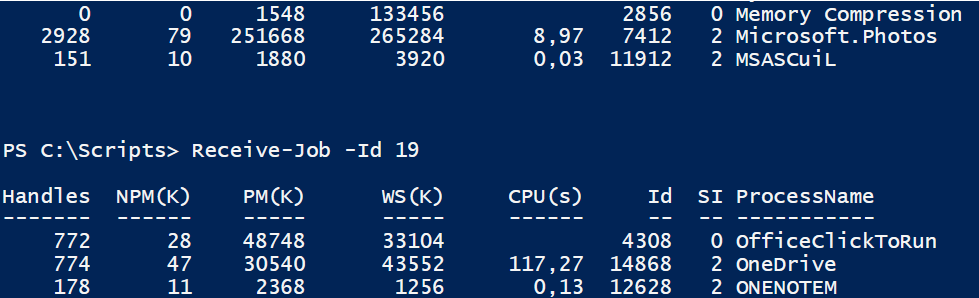 0 0 1548 133456 2856 0 Memory Compression
2928 79 251668 265284 8,97 7412 2 Microsoft.Photos
151 10 1880 3920 0,03 11912 2 MSASCuiL
PS C:\Scripts> Receive-Job -Id 19
Handles NPM(K) PM(K) WS(K) CPU(s) Id SI ProcessName
------- ------ ----- ----- ------ -- -- -----------
772 28 48748 33104 4308 0 OfficeClickToRun
774 47 30540 43552 117,27 14868 2 OneDrive
178 11 2368 1256 0,13 12628 2 ONENOTEM